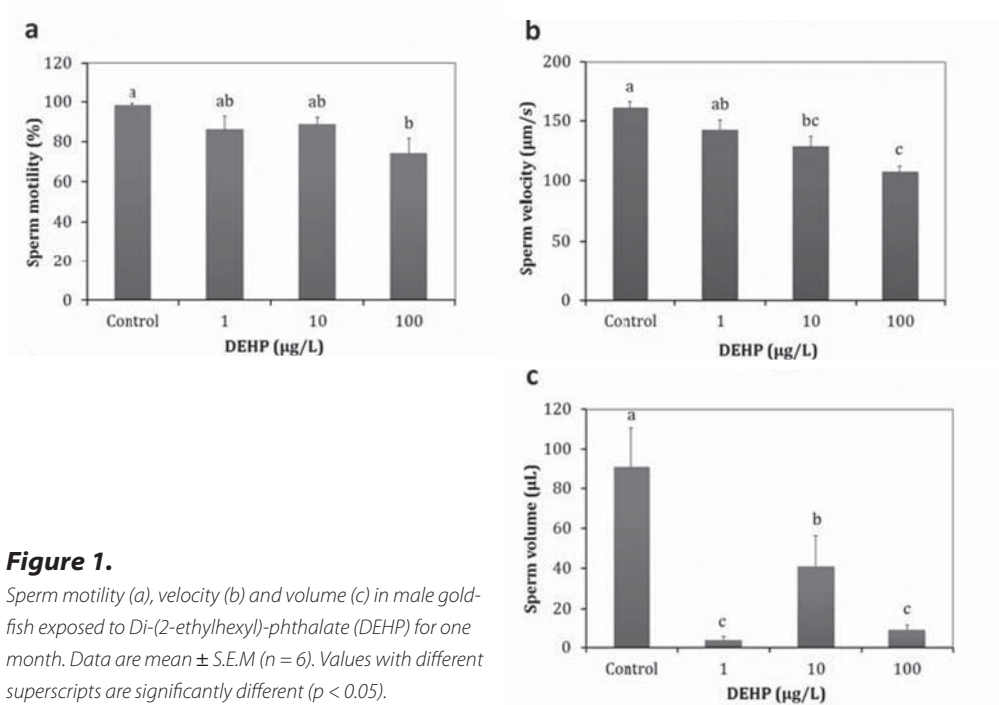 a
120
100
80
60
40
20
0
Sperm motility (%)
a
ab
ab
b
Control 1 10 100
DEHP (µg/L)
b
200
150
100
50
0
Sperm velocity (µm/s)
a
ab
bc
c
Control 1 10 100
DEHP (µg/L)
c
120
100
80
60
40
20
0
Sperm volume (µL)
a
c
b
c
Control 1 10 100
DEHP (µg/L)
Figure 1.
Sperm motility (a), velocity (b) and volume (c) in male gold-
fish exposed to Di-(2-ethylhexyl)-phthalate (DEHP) for one
month. Data are mean ± S.E.M (n = 6). Values with different
superscripts are significantly different (p < 0.05).